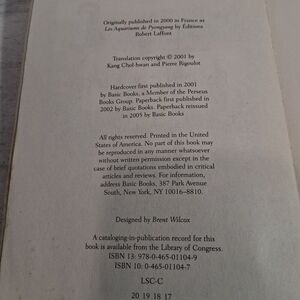 Originally published in 2000 in France as
Les Aquariums de Pyongyang by Éditions
Robert Laffont
Translation copyright © 2001 by
Kang Chol-hwan and Pierre Rigoulot
Hardcover first published in 2001
by Basic Books, a Member of the Perseus
Books Group. Paperback first published in
2002 by Basic Books. Paperback reissued
in 2005 by Basic Books
All rights reserved. Printed in the United
States of America. No part of this book may
be reproduced in any manner whatsoever
without written permission except in the
case of brief quotations embodied in critical
articles and reviews. For information,
address Basic Books, 387 Park Avenue
South, New York, NY 10016-8810.
Designed by Brent Wilcox
A cataloging-in-publication record for this
book is available from the Library of Congress.
ISBN 13: 978-0-465-01104-9
ISBN 10: 0-465-01104-7
LSC-C
20 19 18 17